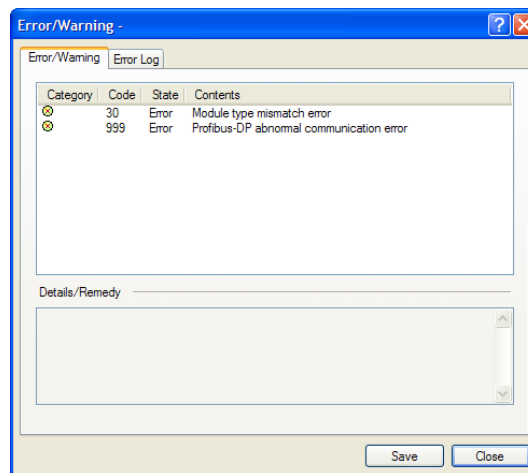 Error/Warning -
Error/Warning Error Log
Category Code State Contents
30 Error Module type mismatch error
999 Error Profibus-DP abnormal communication error
Details/Remedy
Save Close